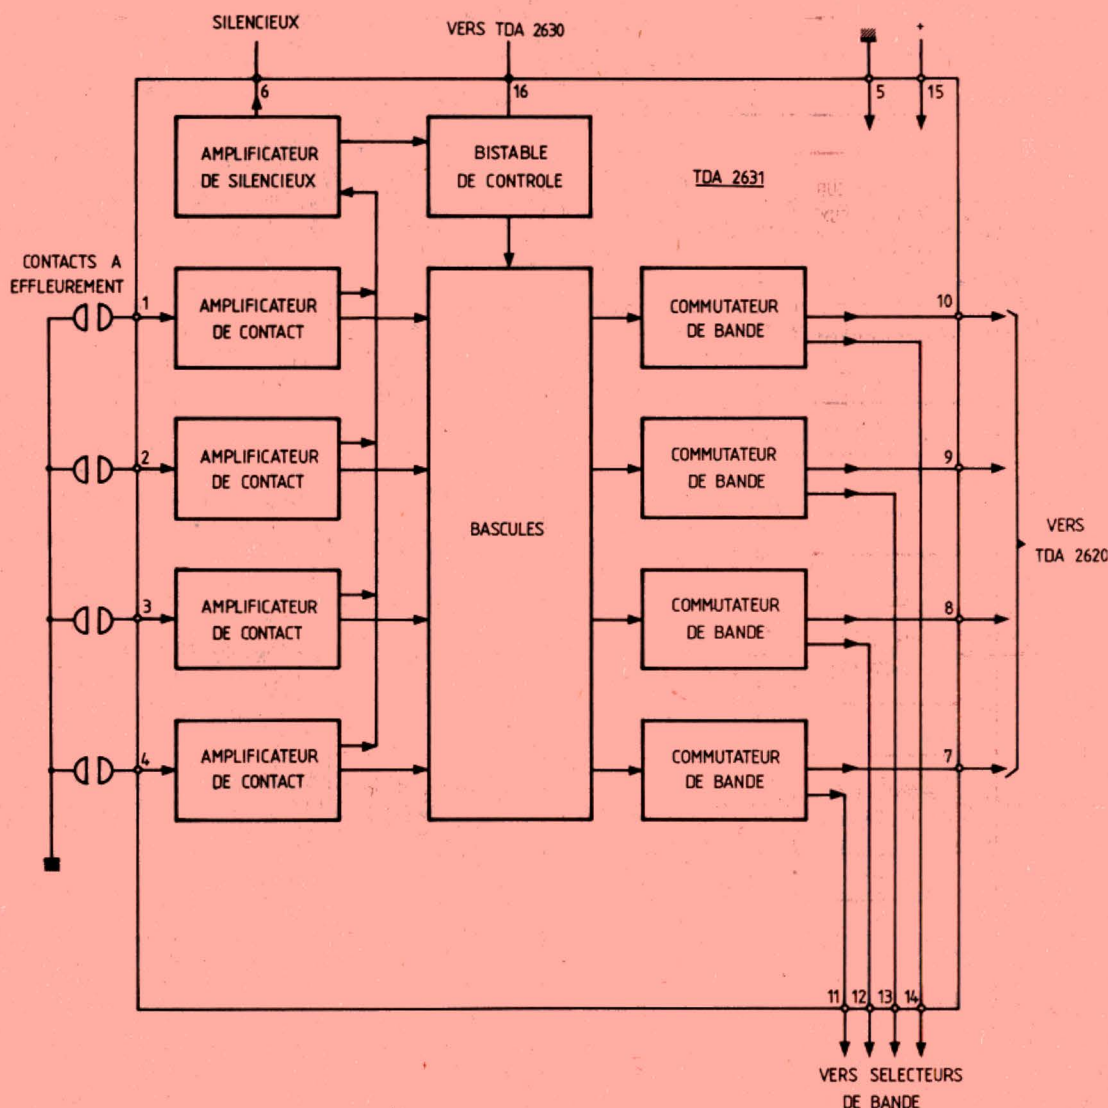 SILENCIEUX
VERS TDA 2630
+
6
16
5
15
AMPLIFICATEUR
DE SILENCIEUX
BISTABLE
DE CONTROLE
TDA 2631
CONTACTS A
EFFLEUREMENT
1
AMPLIFICATEUR
DE CONTACT
COMMUTATEUR
DE BANDE
10
2
AMPLIFICATEUR
DE CONTACT
COMMUTATEUR
DE BANDE
9
BASCULES
VERS
TDA 2620
3
AMPLIFICATEUR
DE CONTACT
COMMUTATEUR
DE BANDE
8
4
AMPLIFICATEUR
DE CONTACT
COMMUTATEUR
DE BANDE
7
11
12
13
14
VERS SELECTEURS
DE BANDE